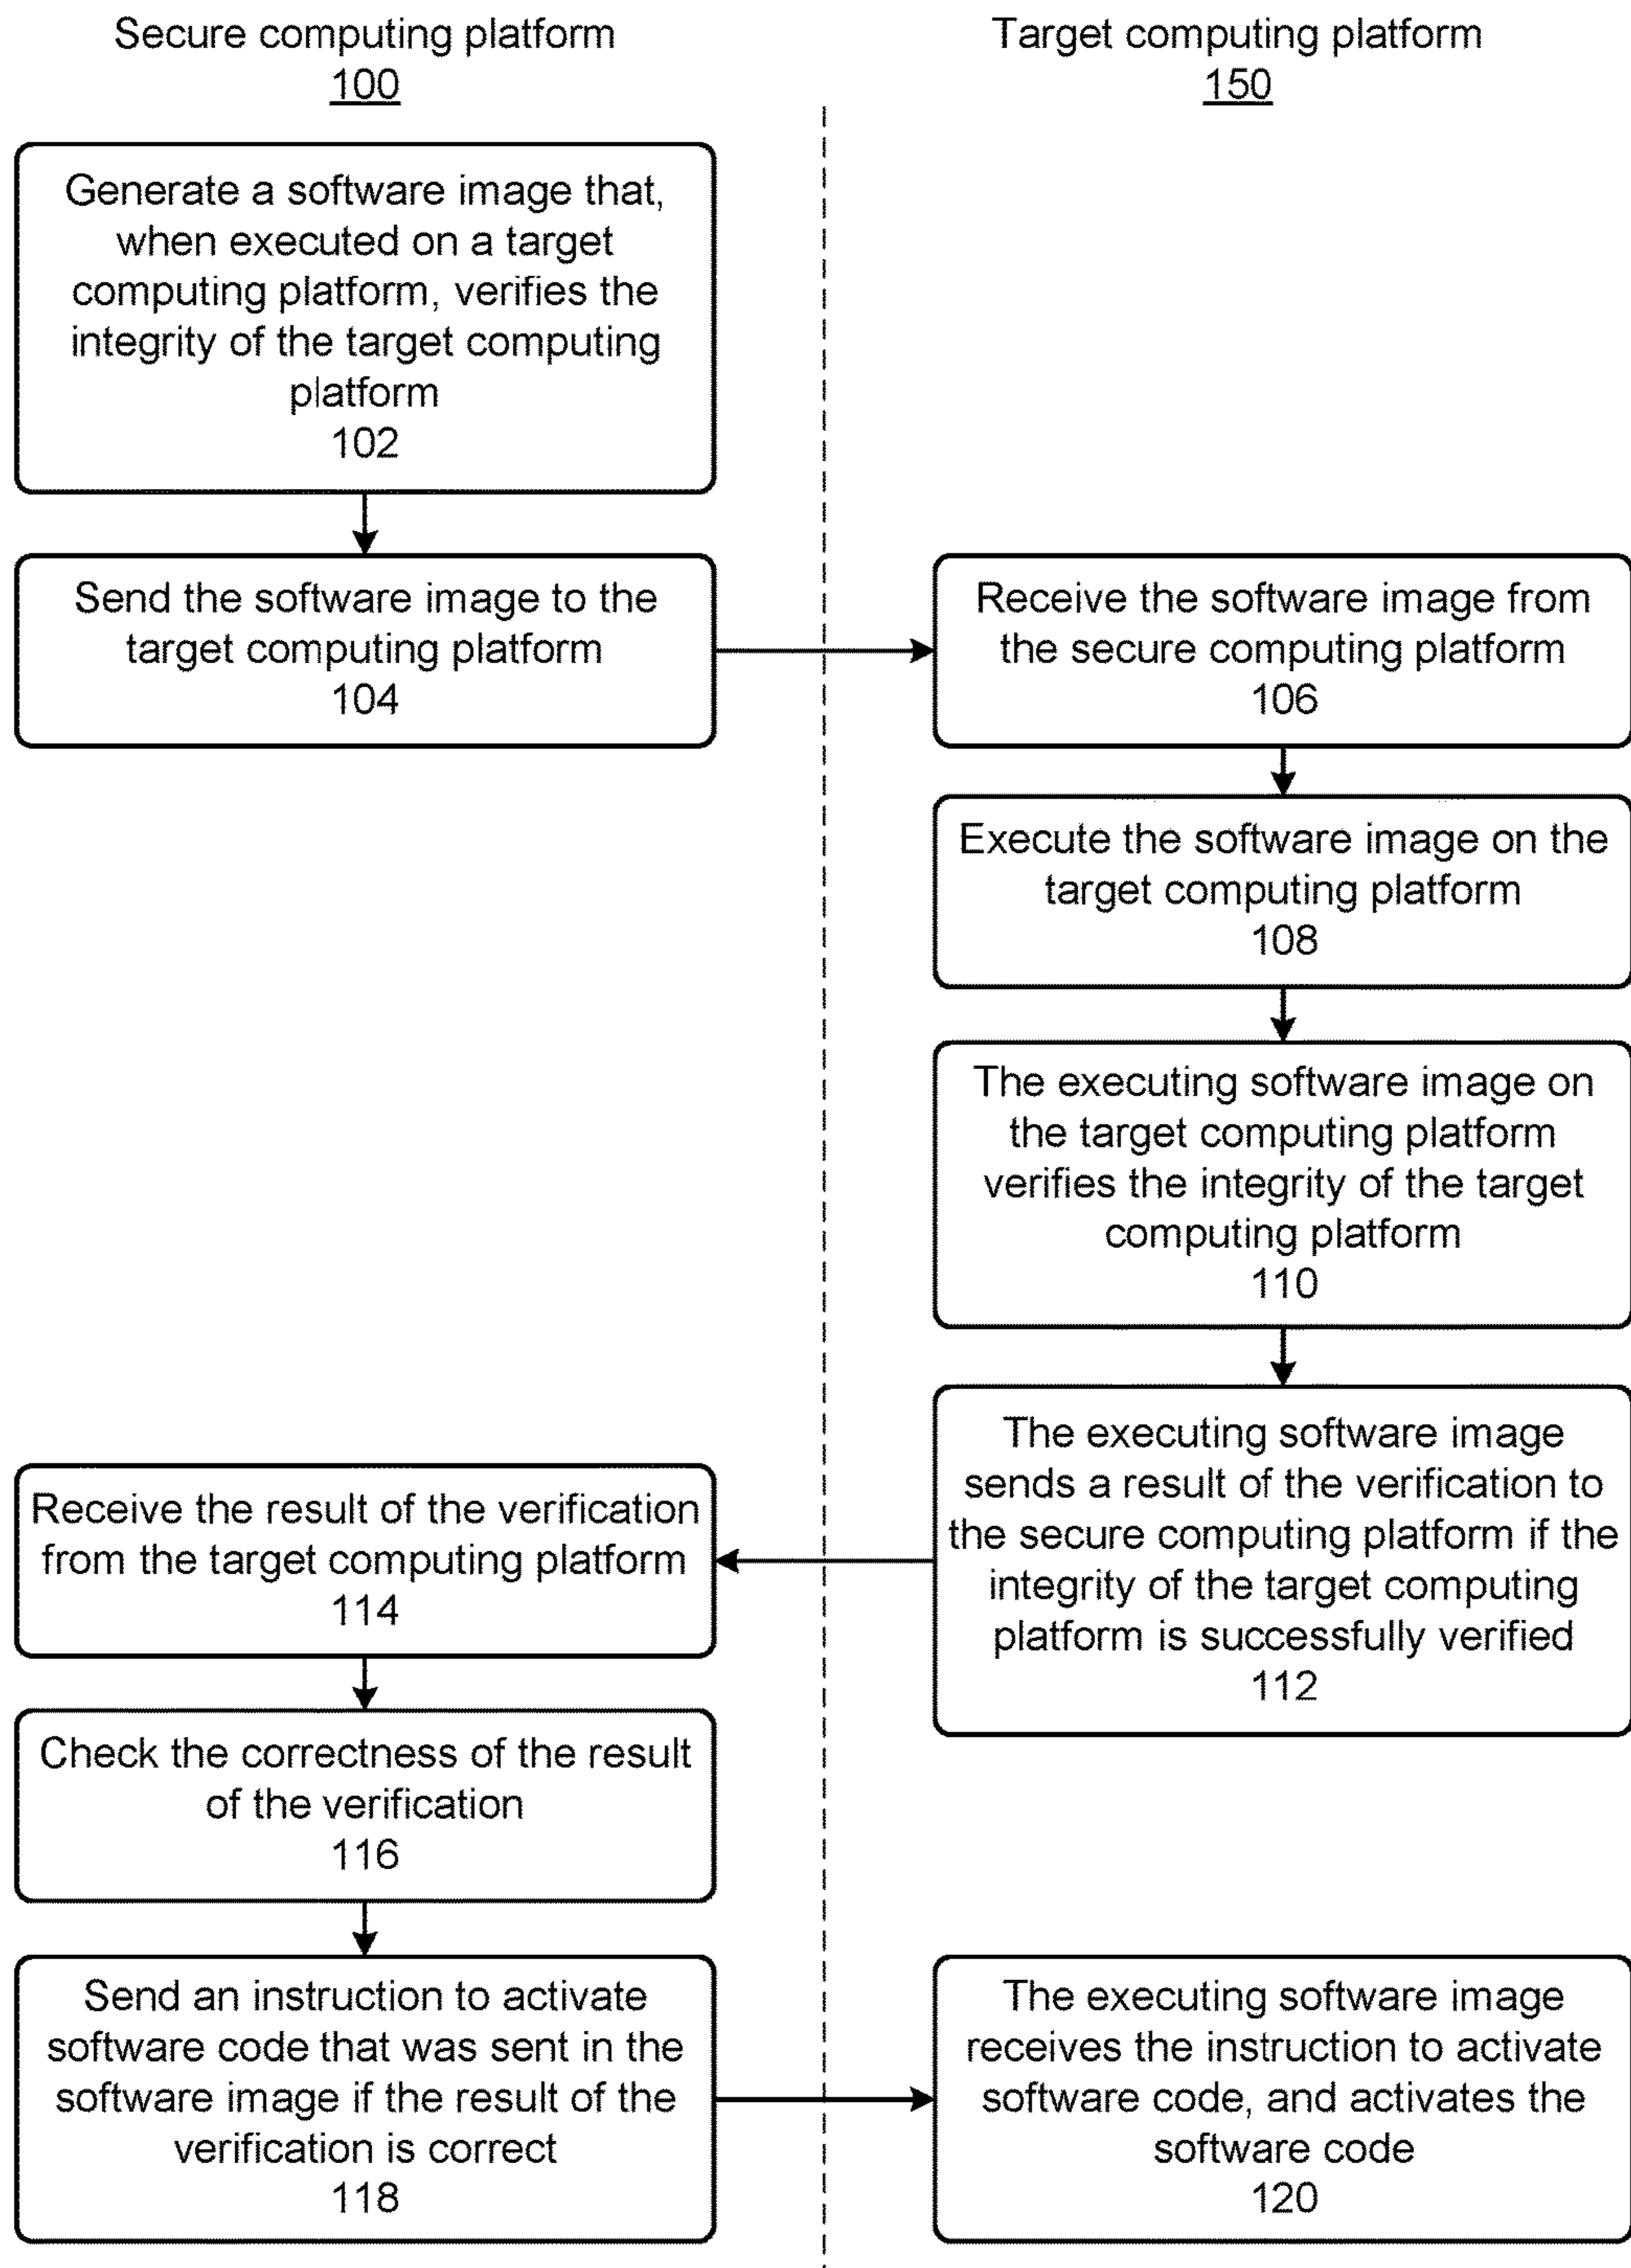 Secure computing platform
100
Target computing platform
150
Generate a software image that,
when executed on a target
computing platform, verifies the
integrity of the target computing
platform
102
Send the software image to the
target computing platform
104
Receive the software image from
the secure computing platform
106
Execute the software image on the
target computing platform
108
The executing software image on
the target computing platform
verifies the integrity of the target
computing platform
110
The executing software image
sends a result of the verification to
the secure computing platform if the
integrity of the target computing
platform is successfully verified
112
Receive the result of the verification
from the target computing platform
114
Check the correctness of the result
of the verification
116
Send an instruction to activate
software code that was sent in the
software image if the result of the
verification is correct
118
The executing software image
receives the instruction to activate
software code, and activates the
software code
120